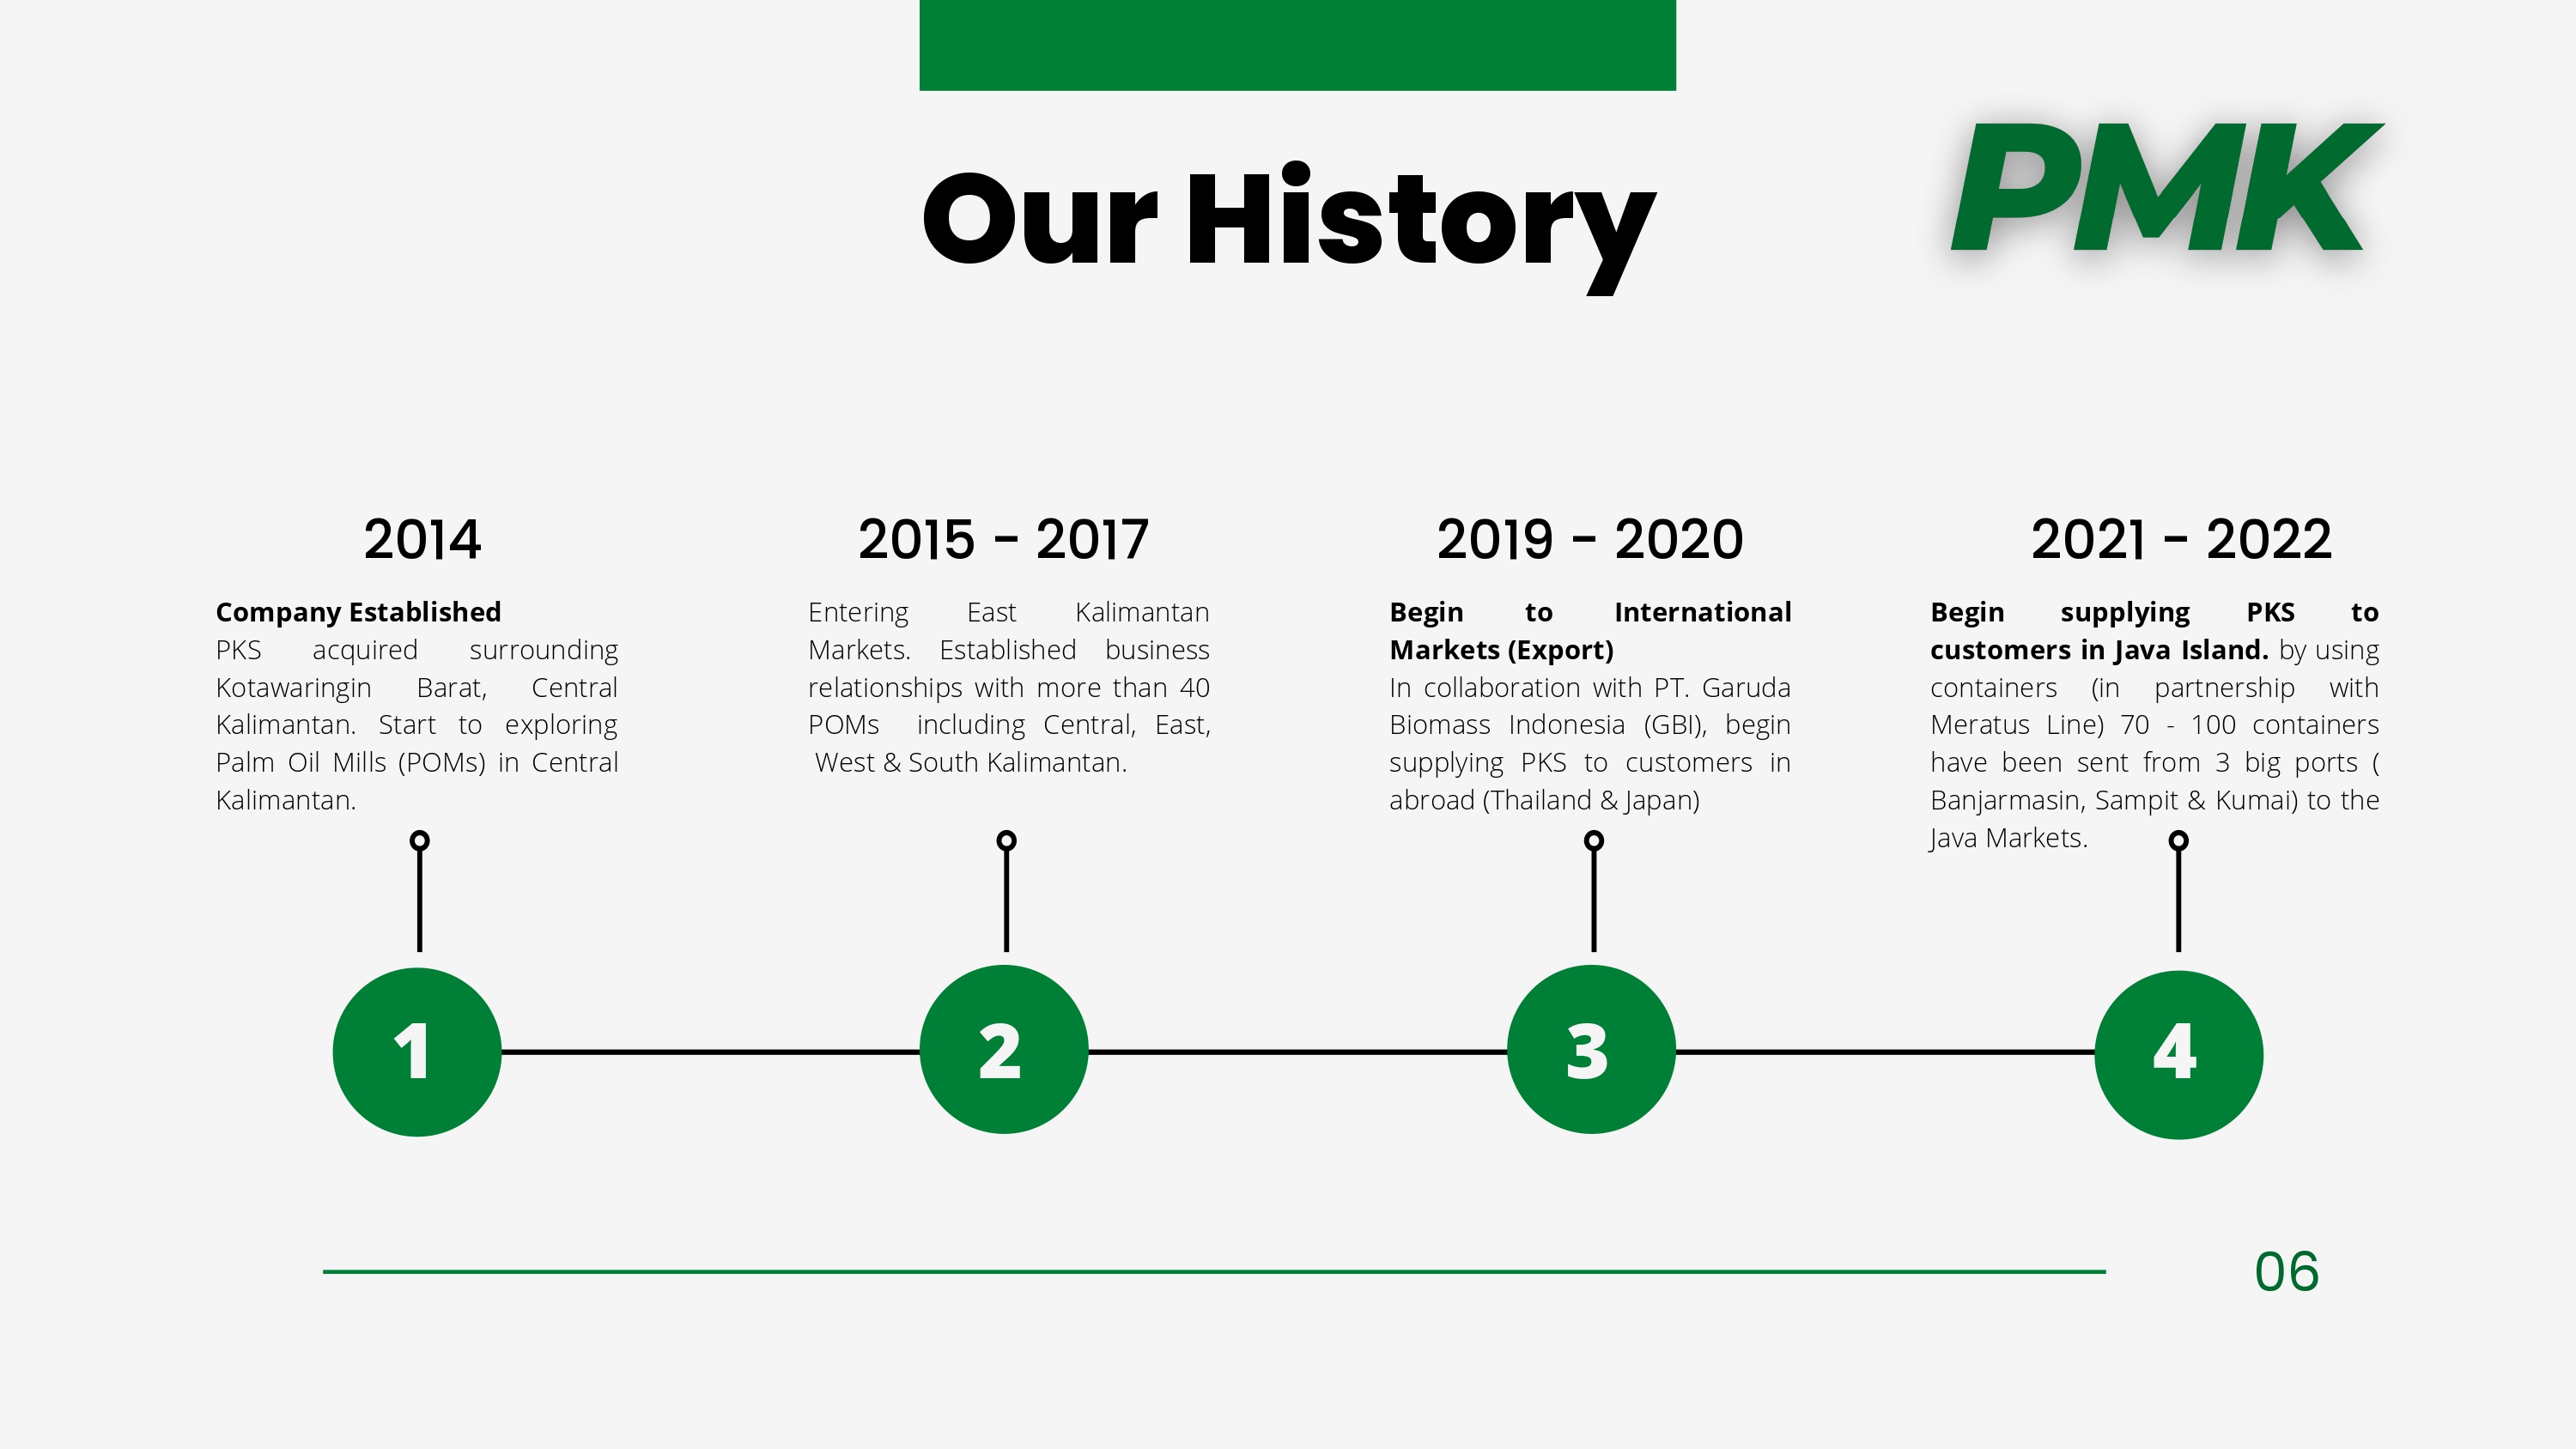 Our History
PMK
2014
Company Established
PKS acquired surrounding
Kotawaringin Barat, Central
Kalimantan. Start to exploring
Palm Oil Mills (POMs) in Central
Kalimantan.
2015 - 2017
Entering East Kalimantan
Markets. Established business
relationships with more than 40
POMs including Central, East,
West & South Kalimantan.
2019 - 2020
Begin to International
Markets (Export)
In collaboration with PT. Garuda
Biomass Indonesia (GBI), begin
supplying PKS to customers in
abroad (Thailand & Japan)
2021 - 2022
Begin supplying PKS to
customers in Java Island. by using
containers (in partnership with
Meratus Line) 70 - 100 containers
have been sent from 3 big ports (
Banjarmasin, Sampit & Kumai) to the
Java Markets.
1
2
3
4
06